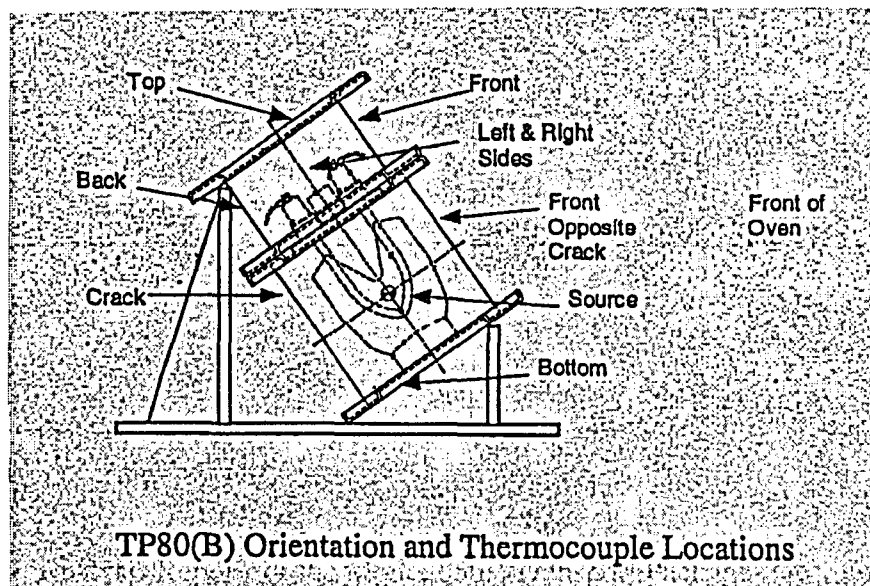 Top
Front
Left & Right
Sides
Back
Front
Opposite
Crack
Front of
Oven
Crack
Source
Bottom
TP80(B) Orientation and Thermocouple Locations